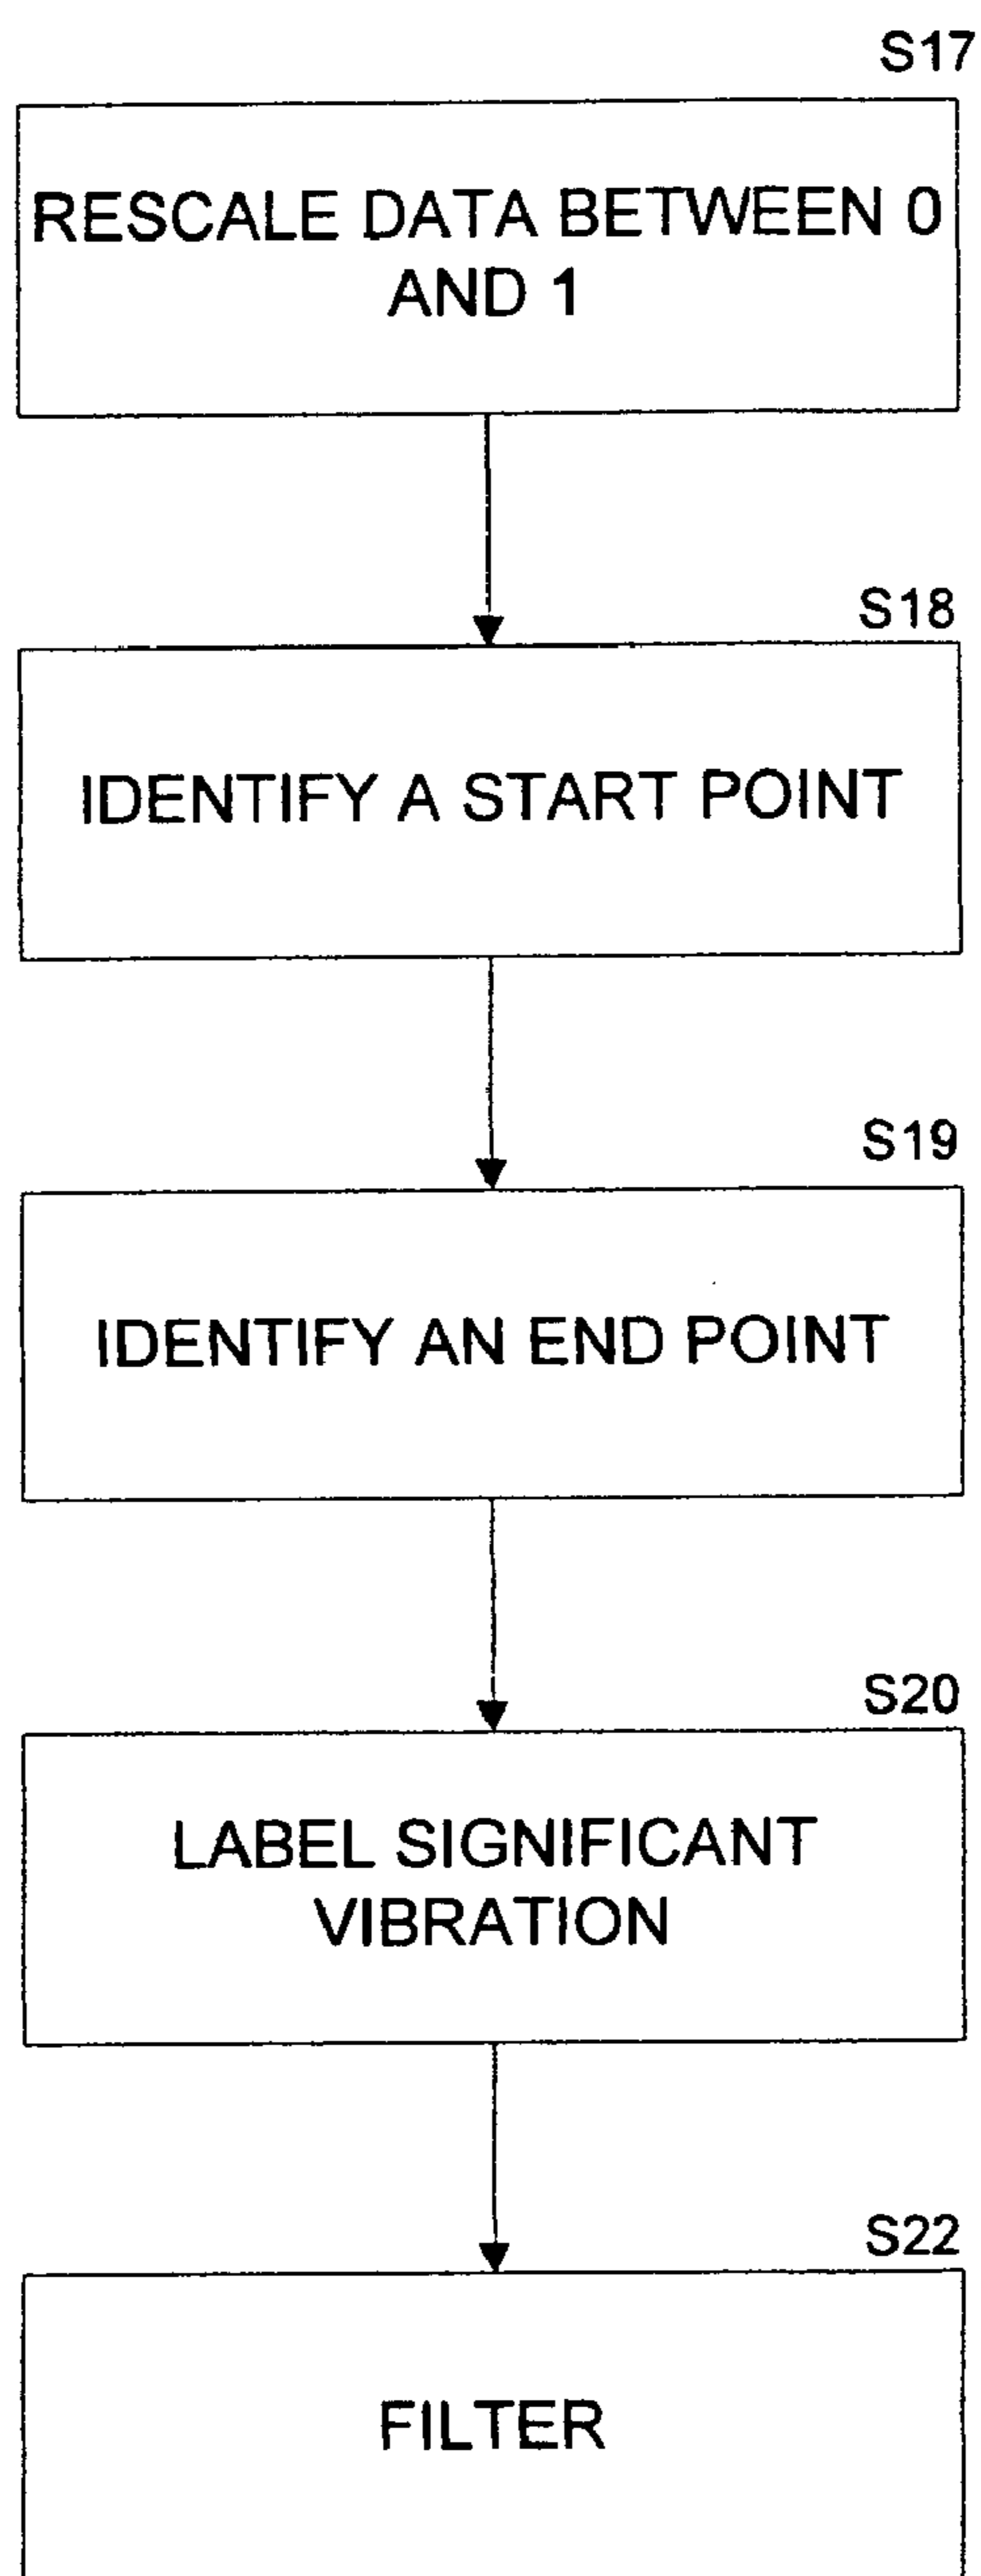 S17
RESCALE DATA BETWEEN 0
AND 1
S18
IDENTIFY A START POINT
S19
IDENTIFY AN END POINT
S20
LABEL SIGNIFICANT
VIBRATION
S22
FILTER